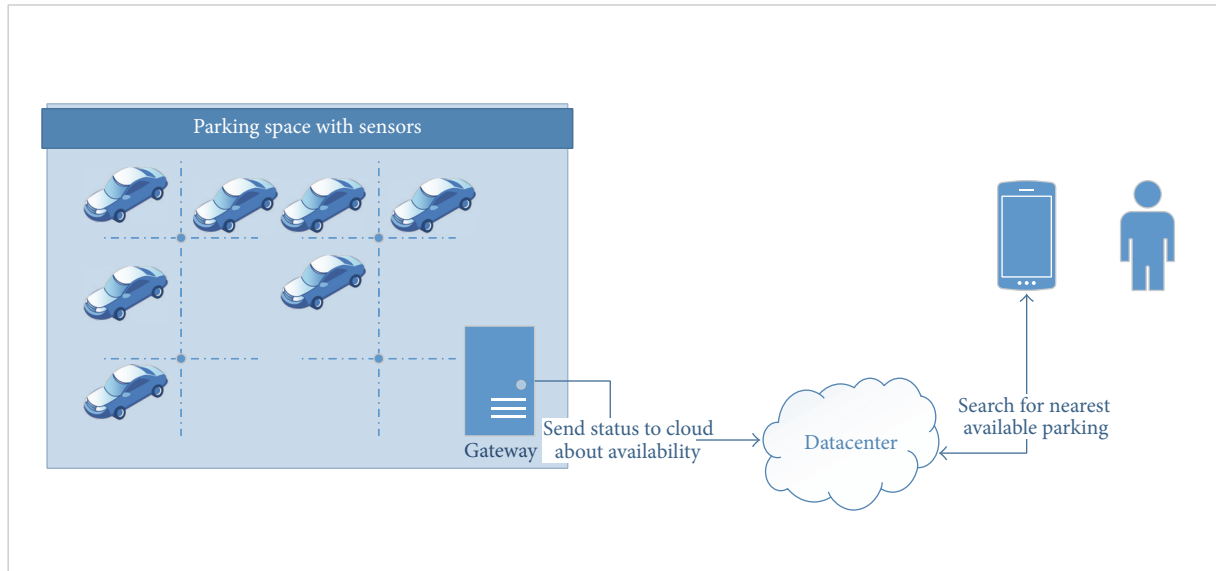 Parking space with sensors
Gateway
Send status to cloud
about availability
Datacenter
Search for nearest
available parking